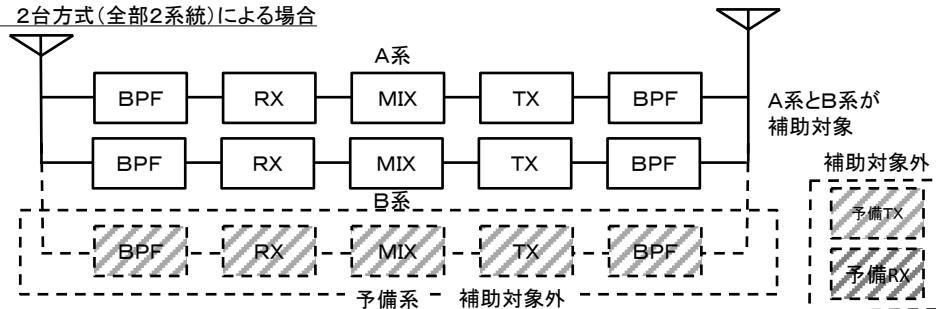 2台方式(全部2系統)による場合
A系
BPF RX MIX TX BPF
A系とB系が
補助対象
BPF RX MIX TX BPF
B系
補助対象外
予備TX
BPF RX MIX TX BPF
予備RX
予備系 補助対象外